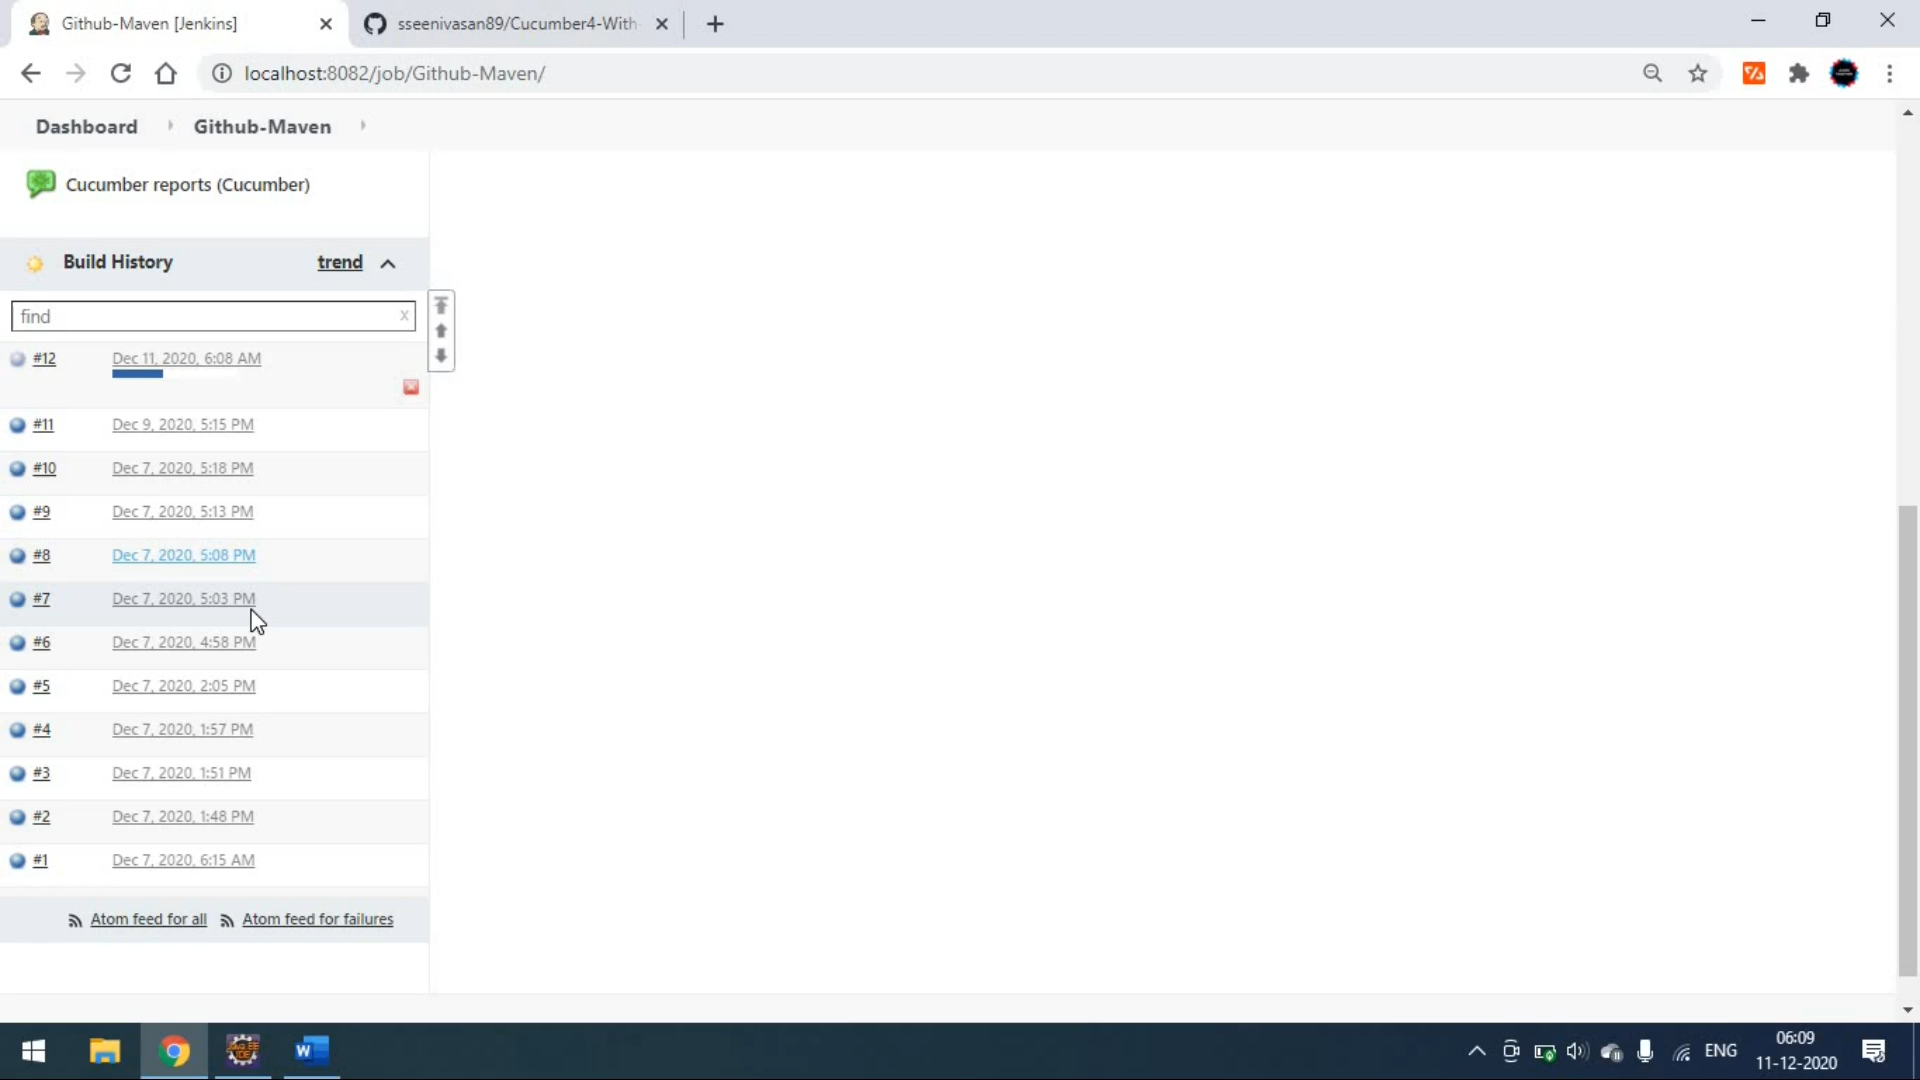 Github-Maven [Jenkins]
sseenivasan89/Cucumber4-With
localhost:8082/job/Github-Maven/
Dashboard
Github-Maven
Cucumber reports (Cucumber)
Build History
trend
find
x
#12 Dec 11, 2020, 6:08 AM
#11 Dec 9, 2020, 5:15 PM
#10 Dec 7, 2020, 5:18 PM
#9 Dec 7, 2020, 5:13 PM
#8 Dec 7, 2020, 5:08 PM
#7 Dec 7, 2020, 5:03 PM
#6 Dec 7, 2020, 4:58 PM
#5 Dec 7, 2020, 2:05 PM
#4 Dec 7, 2020, 1:57 PM
#3 Dec 7, 2020, 1:51 PM
#2 Dec 7, 2020, 1:48 PM
#1 Dec 7, 2020, 6:15 AM
Atom feed for all
Atom feed for failures
ENG
06:09
11-12-2020